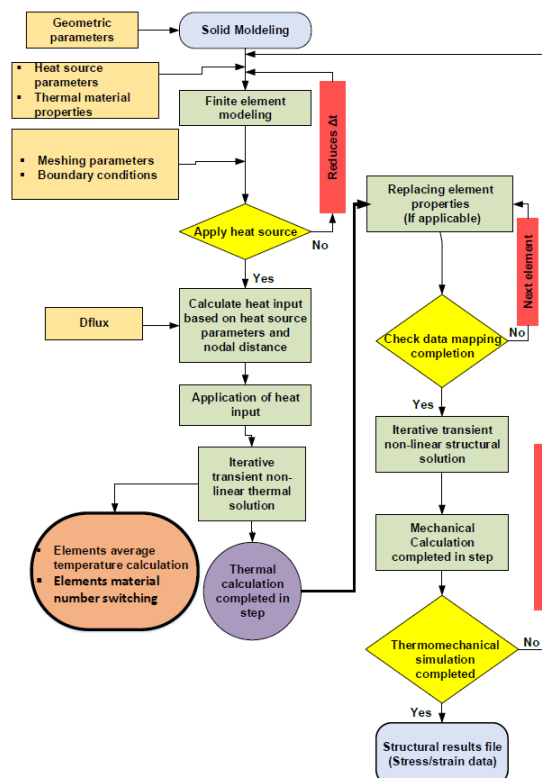 Geometric
parameters
Solid Moldeling
▪ Heat source
parameters
▪ Thermal material
properties
Finite element
modeling
Reduces Δt
▪ Meshing parameters
▪ Boundary conditions
Apply heat source
No
Yes
Dflux
Calculate heat input
based on heat source
parameters and
nodal distance
Application of heat
input
Iterative
transient non-
linear thermal
solution
▪ Elements average
temperature calculation
▪ Elements material
number switching
Thermal
calculation
completed in
step
Replacing element
properties
(If applicable)
Next element
Check data mapping
completion
No
Yes
Iterative transient
non-linear structural
solution
Mechanical
Calculation
completed in step
Thermomechanical
simulation
completed
No
Yes
Structural results file
(Stress/strain data)